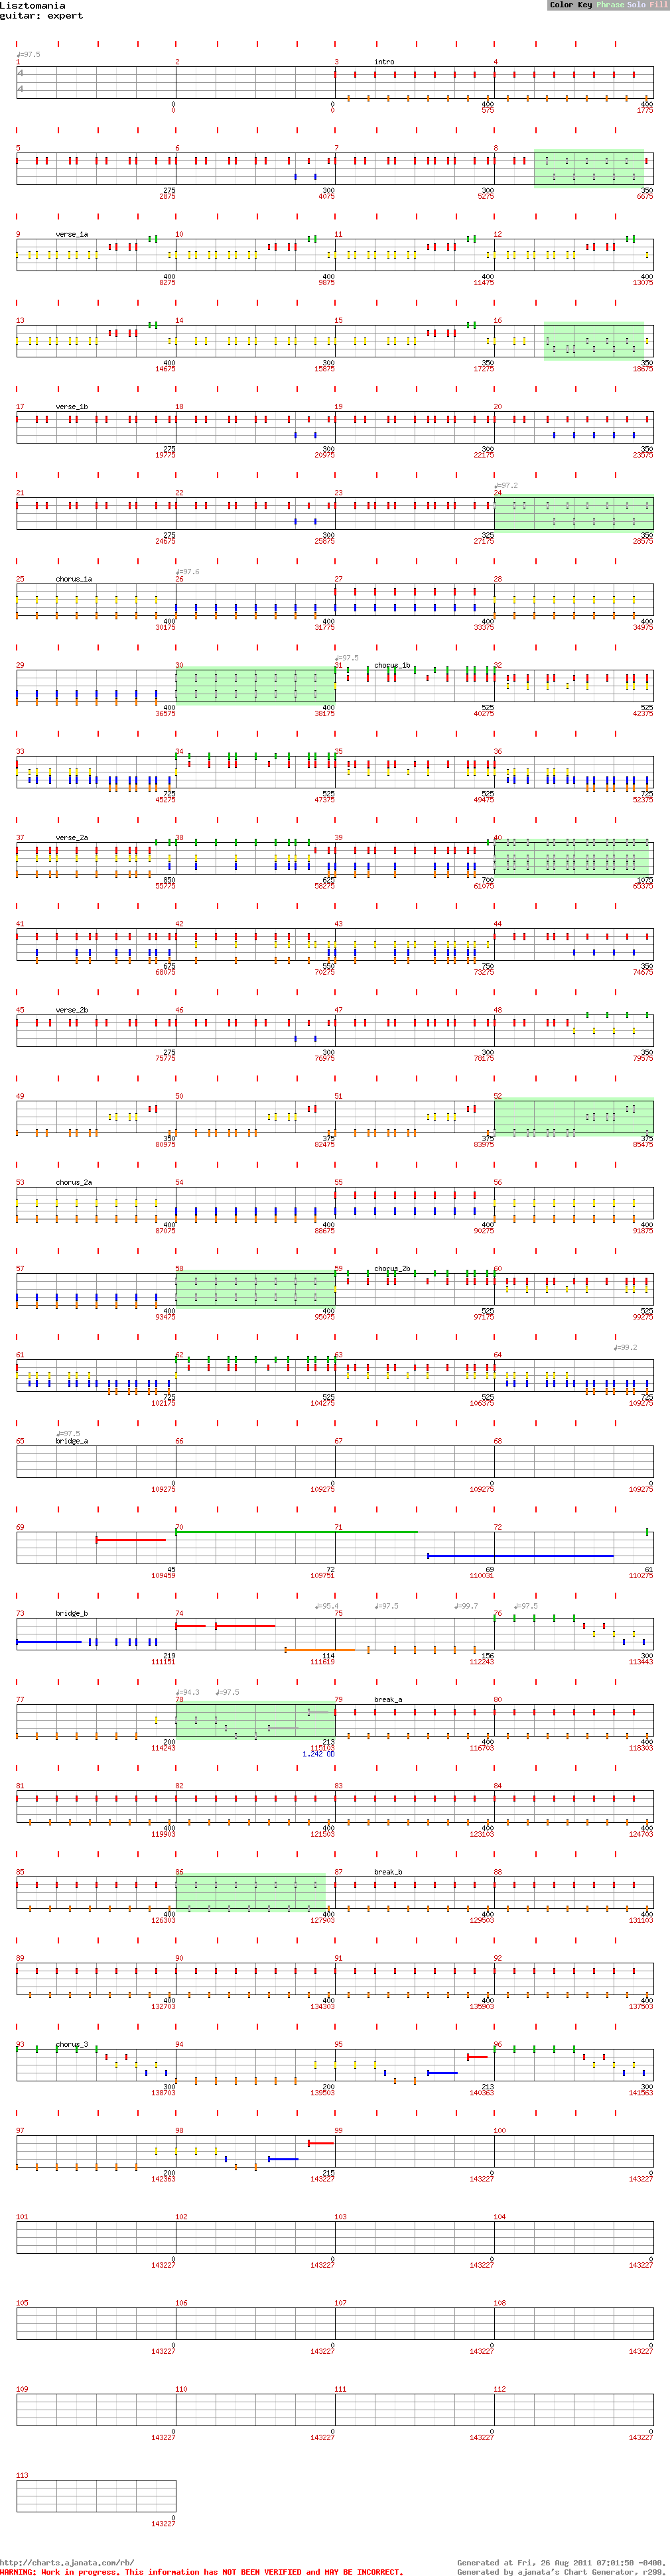 Lisztomania
Color Key Phrase Solo Fill
guitar: expert
♩=97.5
1 2 3 intro 4
4
4
0 0 400 400
0 0 575 1775
5 6 7 8
275 300 300 350
2875 4075 5275 6675
9 verse_1a 10 11 12
400 400 400 400
8275 9875 11475 13075
13 14 15 16
400 300 350 350
14675 15875 17275 18675
17 verse_1b 18 19 20
275 300 300 350
19775 20975 22175 23575
♩=97.2
21 22 23 24
275 300 325 350
24675 25875 27175 28575
♩=97.6
25 chorus_1a 26 27 28
400 400 400 400
30175 31775 33375 34975
♩=97.5
29 30 31 chorus_1b 32
400 400 525 525
36575 38175 40275 42375
33 34 35 36
725 525 525 725
45275 47375 49475 52375
37 verse_2a 38 39 40
850 625 700 1075
55775 58275 61075 65375
41 42 43 44
675 550 750 350
68075 70275 73275 74675
45 verse_2b 46 47 48
275 300 300 350
75775 76975 78175 79575
49 50 51 52
350 375 375 375
80975 82475 83975 85475
53 chorus_2a 54 55 56
400 400 400 400
87075 88675 90275 91875
57 58 59 chorus_2b 60
400 400 525 525
93475 95075 97175 99275
♩=99.2
61 62 63 64
725 525 525 725
102175 104275 106375 109275
♩=97.5
65 bridge_a 66 67 68
0 0 0 0
109275 109275 109275 109275
69 70 71 72
45 72 69 61
109459 109751 110031 110275
♩=95.4 ♩=97.5 ♩=99.7 ♩=97.5
73 bridge_b 74 75 76
219 114 156 300
111151 111619 112243 113443
♩=94.3 ♩=97.5
77 78 79 break_a 80
200 213 400 400
114243 115103 116703 118303
1.242 OD
81 82 83 84
400 400 400 400
119903 121503 123103 124703
85 86 87 break_b 88
400 400 400 400
126303 127903 129503 131103
89 90 91 92
400 400 400 400
132703 134303 135903 137503
93 chorus_3 94 95 96
300 200 213 300
138703 139503 140363 141563
97 98 99 100
200 215 0 0
142363 143227 143227 143227
101 102 103 104
0 0 0 0
143227 143227 143227 143227
105 106 107 108
0 0 0 0
143227 143227 143227 143227
109 110 111 112
0 0 0 0
143227 143227 143227 143227
113
0
143227
http://charts.ajanata.com/rb/ Generated at Fri, 26 Aug 2011 07:01:50 -0400.
WARNING: Work in progress. This information has NOT BEEN VERIFIED and MAY BE INCORRECT. Generated by ajanata's Chart Generator, r299.